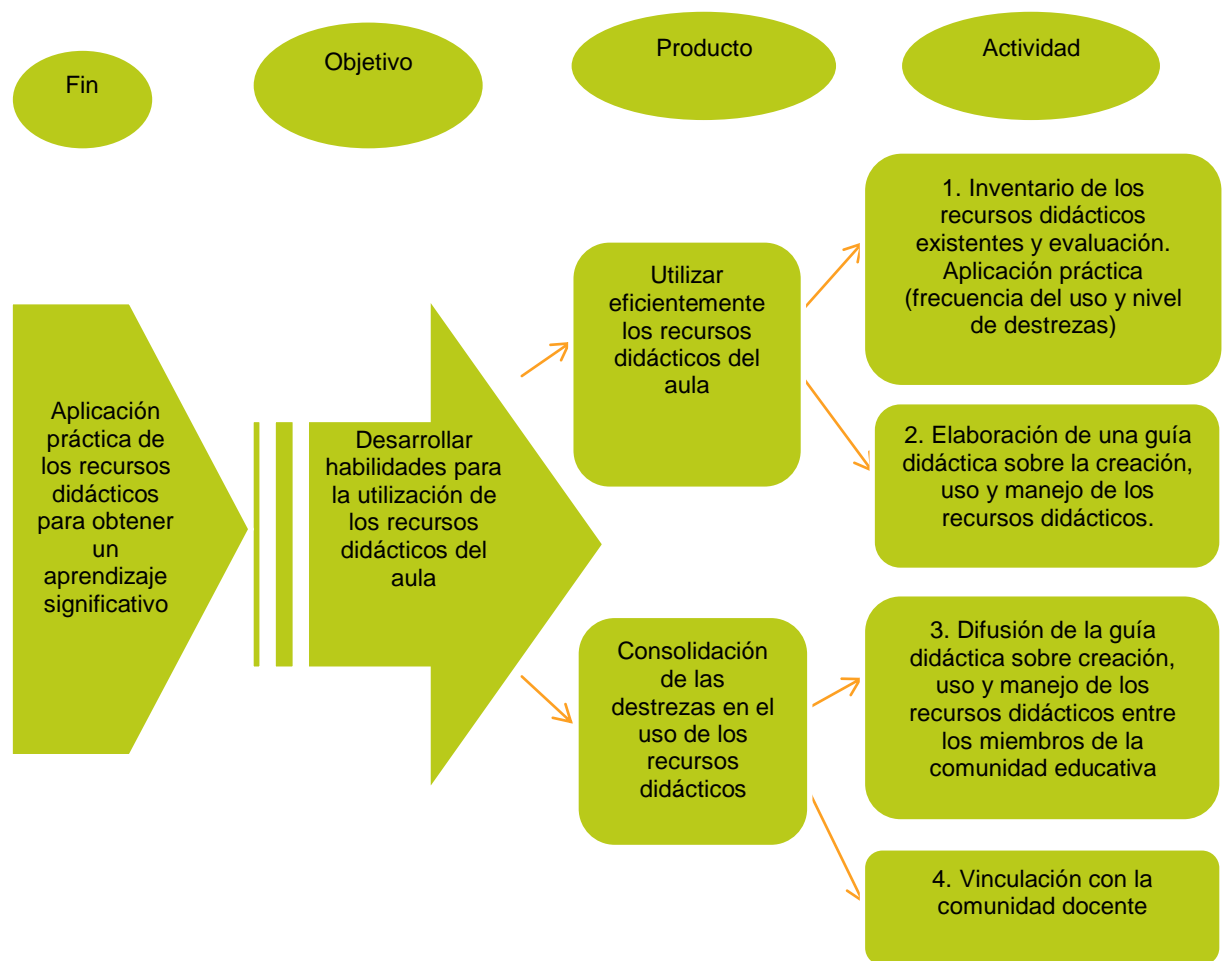 Fin
Objetivo
Producto
Actividad
Aplicación
práctica de
los recursos
didácticos
para obtener
un
aprendizaje
significativo
Desarrollar
habilidades para
la utilización de
los recursos
didácticos del
aula
Utilizar
eficientemente
los recursos
didácticos del
aula
Consolidación
de las
destrezas en el
uso de los
recursos
didácticos
1. Inventario de los
recursos didácticos
existentes y evaluación.
Aplicación práctica
(frecuencia del uso y nivel
de destrezas)
2. Elaboración de una guía
didáctica sobre la creación,
uso y manejo de los
recursos didácticos.
3. Difusión de la guía
didáctica sobre creación,
uso y manejo de los
recursos didácticos entre
los miembros de la
comunidad educativa
4. Vinculación con la
comunidad docente